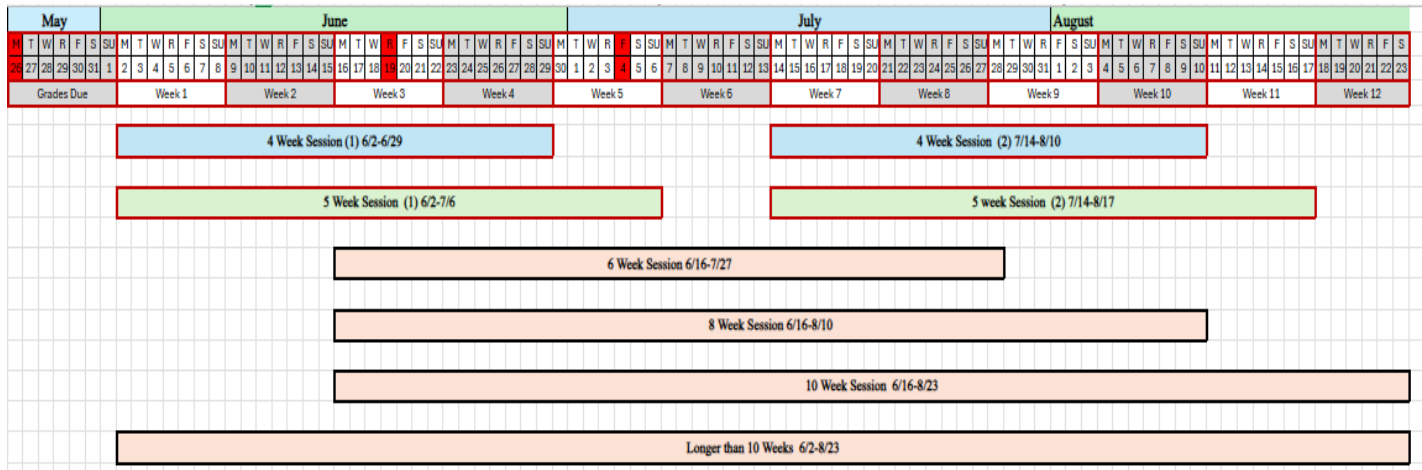 May June July August
M T W R F S SU M T W R F S SU M T W R F S SU M T W R F S SU M T W R F S SU M T W R F S SU M T W R F S SU M T W R F S SU M T W R F S SU M T W R F S SU M T W R F S SU M T W R F S SU M T W R F S
26 27 28 29 30 31 1 2 3 4 5 6 7 8 9 10 11 12 13 14 15 16 17 18 19 20 21 22 23 24 25 26 27 28 29 30 1 2 3 4 5 6 7 8 9 10 11 12 13 14 15 16 17 18 19 20 21 22 23 24 25 26 27 28 29 30 31 1 2 3 4 5 6 7 8 9 10 11 12 13 14 15 16 17 18 19 20 21 22 23
Grades Due Week 1 Week 2 Week 3 Week 4 Week 5 Week 6 Week 7 Week 8 Week 9 Week 10 Week 11 Week 12
4 Week Session (1) 6/2-6/29 4 Week Session (2) 7/14-8/10
5 Week Session (1) 6/2-7/6 5 week Session (2) 7/14-8/17
6 Week Session 6/16-7/27
8 Week Session 6/16-8/10
10 Week Session 6/16-8/23
Longer than 10 Weeks 6/2-8/23